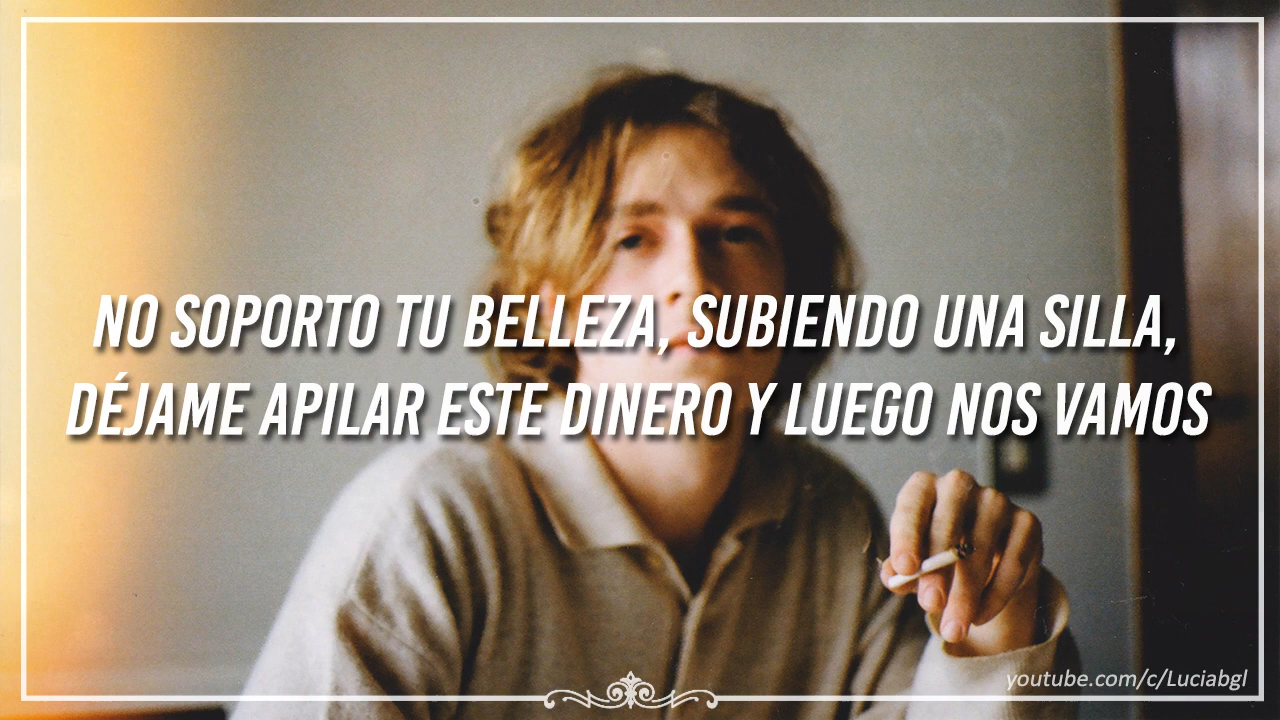 NO SOPORTO TU BELLEZA, SUBIENDO UNA SILLA,
DÉJAME APILAR ESTE DINERO Y LUEGO NOS VAMOS
youtube.com/c/Luciabgl